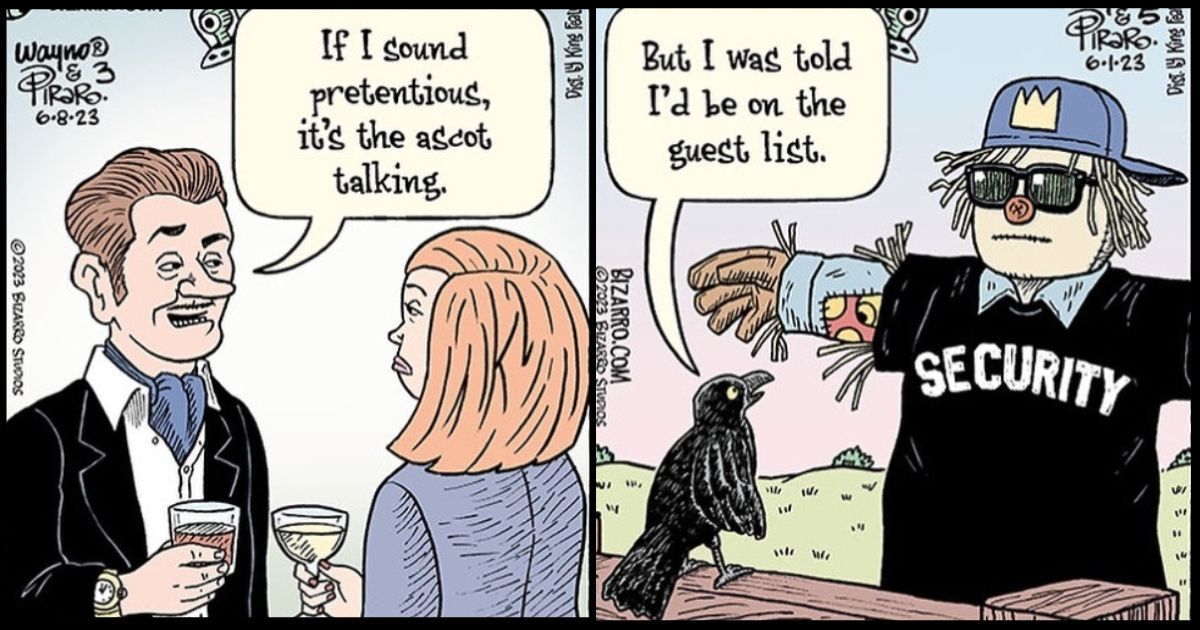 Wayno®
& 3
PIRARO.
6·8·23
If I sound
pretentious,
it's the ascot
talking.
©2023 BIZARRO STUDIOS
Dist. by King Fea
But I was told
I'd be on the
guest list.
& 5
PIRARO.
6·1·23
Dist. by King Feat
BIZARRO.COM
©2023 BIZARRO STUDIOS
SECURITY